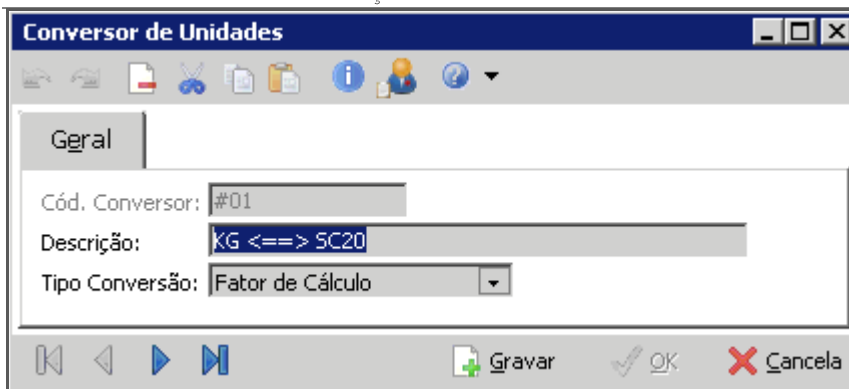 Conversor de Unidades
Geral
Cód. Conversor: #01
Descrição: KG <==> SC20
Tipo Conversão: Fator de Cálculo
Gravar OK Cancela